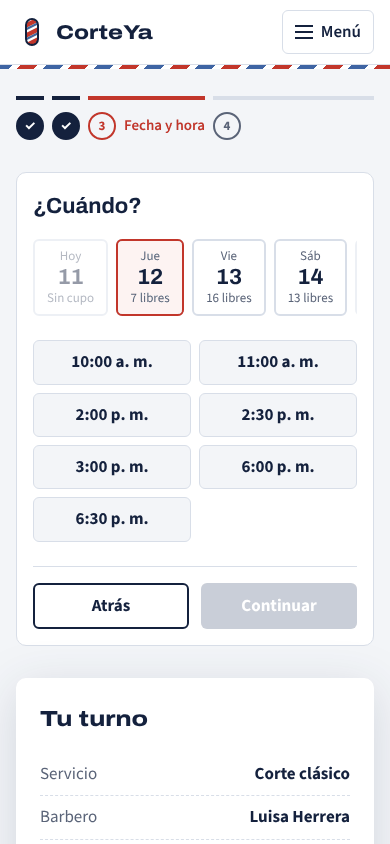 CorteYa
Menú
3 Fecha y hora 4
¿Cuándo?
Hoy
11
Sin cupo
Jue
12
7 libres
Vie
13
16 libres
Sáb
14
13 libres
10:00 a. m.
11:00 a. m.
2:00 p. m.
2:30 p. m.
3:00 p. m.
6:00 p. m.
6:30 p. m.
Atrás
Continuar
Tu turno
Servicio Corte clásico
Barbero Luisa Herrera